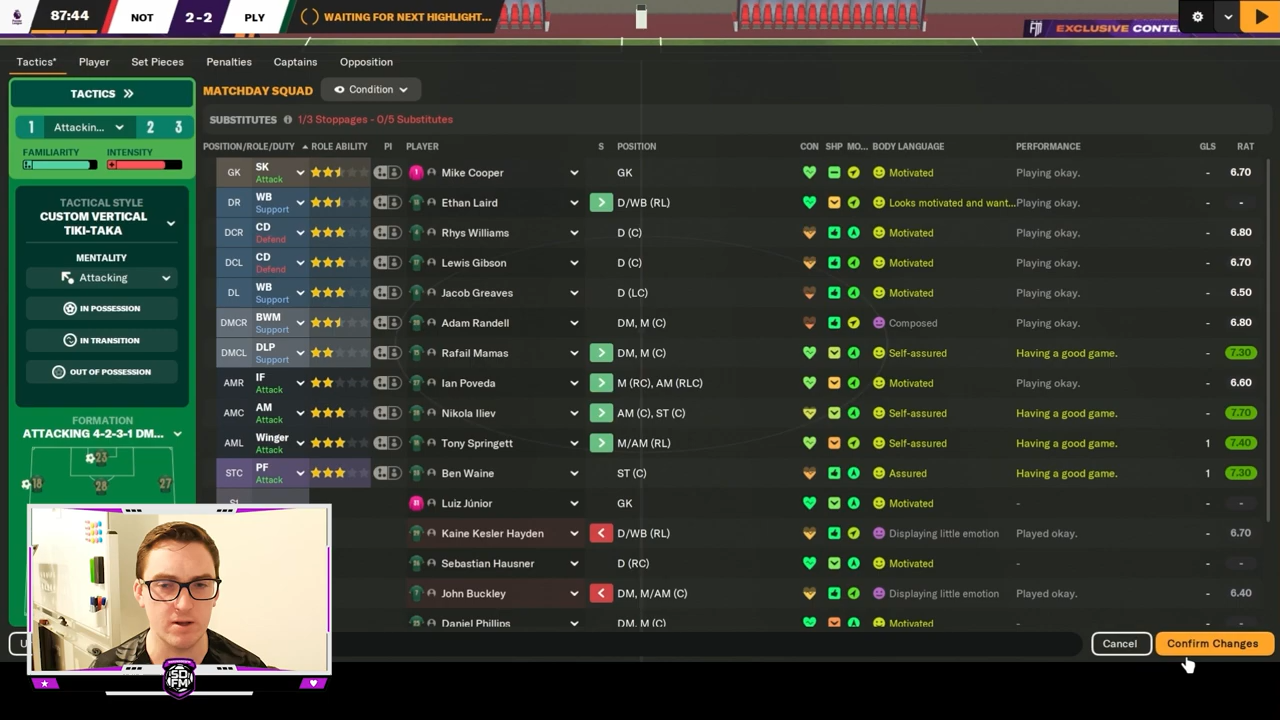 87:44 NOT 2-2 PLY WAITING FOR NEXT HIGHLIGHT... EXCLUSIVE CONTE
Tactics* Player Set Pieces Penalties Captains Opposition
TACTICS
1 Attackin... 2 3
FAMILIARITY INTENSITY
TACTICAL STYLE
CUSTOM VERTICAL
TIKI-TAKA
MENTALITY
Attacking
IN POSSESSION
IN TRANSITION
OUT OF POSSESSION
FORMATION
ATTACKING 4-2-3-1 DM...
23
18 28 27
MATCHDAY SQUAD Condition
SUBSTITUTES 1/3 Stoppages - 0/5 Substitutes
POSITION/ROLE/DUTY ROLE ABILITY PI PLAYER S POSITION CON SHP MO... BODY LANGUAGE PERFORMANCE GLS RAT
GK SK Attack Mike Cooper GK Motivated Playing okay. - 6.70
DR WB Support Ethan Laird D/WB (RL) Looks motivated and want... Playing okay. - -
DCR CD Defend Rhys Williams D (C) Motivated Playing okay. - 6.80
DCL CD Defend Lewis Gibson D (C) Motivated Playing okay. - 6.70
DL WB Support Jacob Greaves D (LC) Motivated Playing okay. - 6.50
DMCR BWM Support Adam Randell DM, M (C) Composed Playing okay. - 6.80
DMCL DLP Support Rafail Mamas DM, M (C) Self-assured Having a good game. - 7.30
AMR IF Attack Ian Poveda M (RC), AM (RLC) Motivated Playing okay. - 6.60
AMC AM Attack Nikola Iliev AM (C), ST (C) Self-assured Having a good game. - 7.70
AML Winger Attack Tony Springett M/AM (RL) Self-assured Having a good game. 1 7.40
STC PF Attack Ben Waine ST (C) Assured Having a good game. 1 7.30
S1 Luiz Júnior GK Motivated - - -
Kaine Kesler Hayden D/WB (RL) Displaying little emotion Played okay. - 6.70
Sebastian Hausner D (RC) Motivated - - -
John Buckley DM, M/AM (C) Displaying little emotion Played okay. - 6.40
Daniel Phillips DM, M (C) Motivated - - -
Cancel Confirm Changes
SDFM